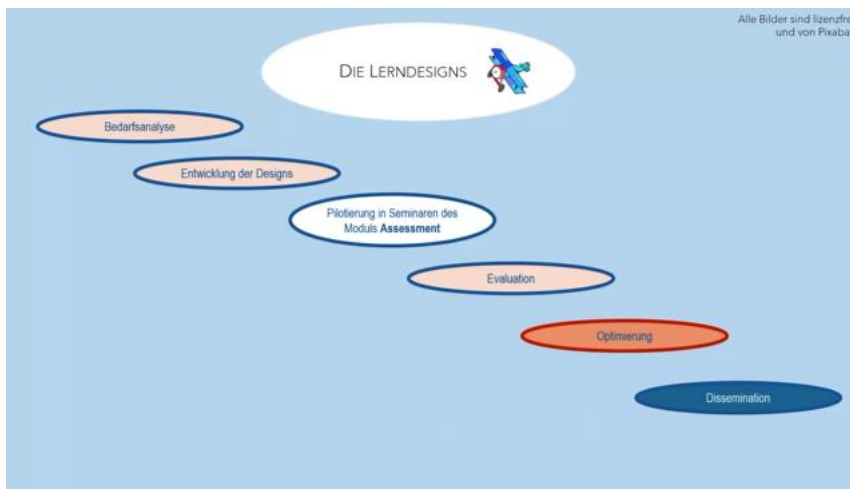 Alle Bilder sind lizenzfre
und von Pixaba
DIE LERNDESIGNS
Bedarfsanalyse
Entwicklung der Designs
Pilotierung in Seminaren des
Moduls Assessment
Evaluation
Optimierung
Dissemination